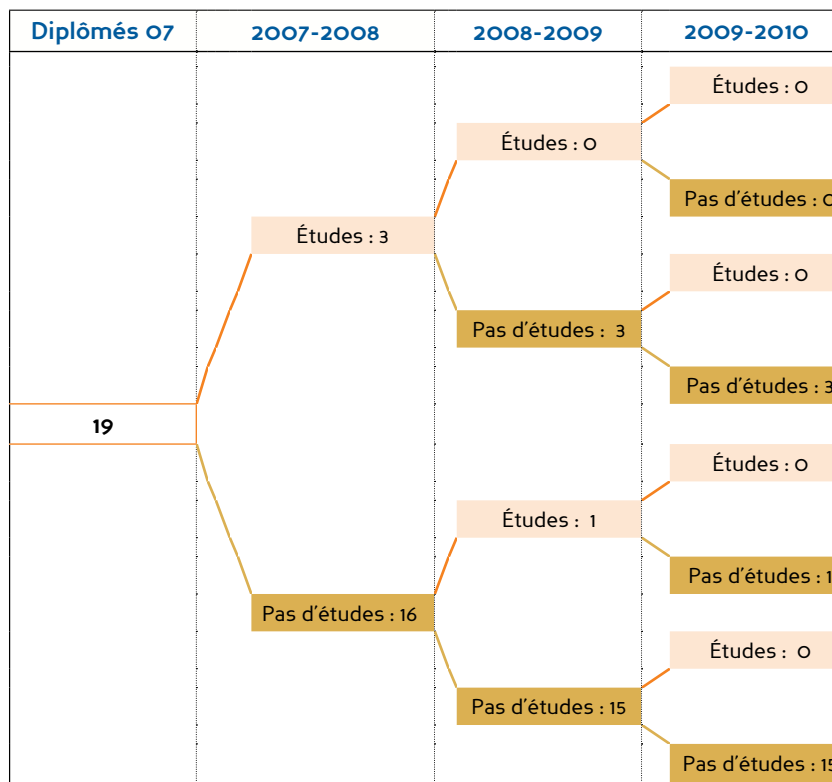 Diplômés 07 2007-2008 2008-2009 2009-2010
Études : 0
Études : 0
Pas d'études : 0
Études : 3
Études : 0
Pas d'études : 3
Pas d'études : 3
19
Études : 0
Études : 1
Pas d'études : 1
Pas d'études : 16
Études : 0
Pas d'études : 15
Pas d'études : 15